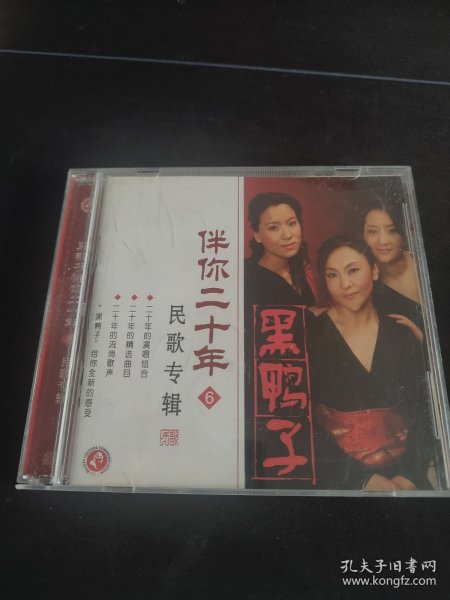 伴你二十年
6
民歌专辑
民歌
◆二十年的演唱组合
◆二十年的精选曲目
◆二十年的流淌歌声
“黑鸭子”给你全新的感受
黑鸭子
孔夫子旧书网
www.kongfz.com